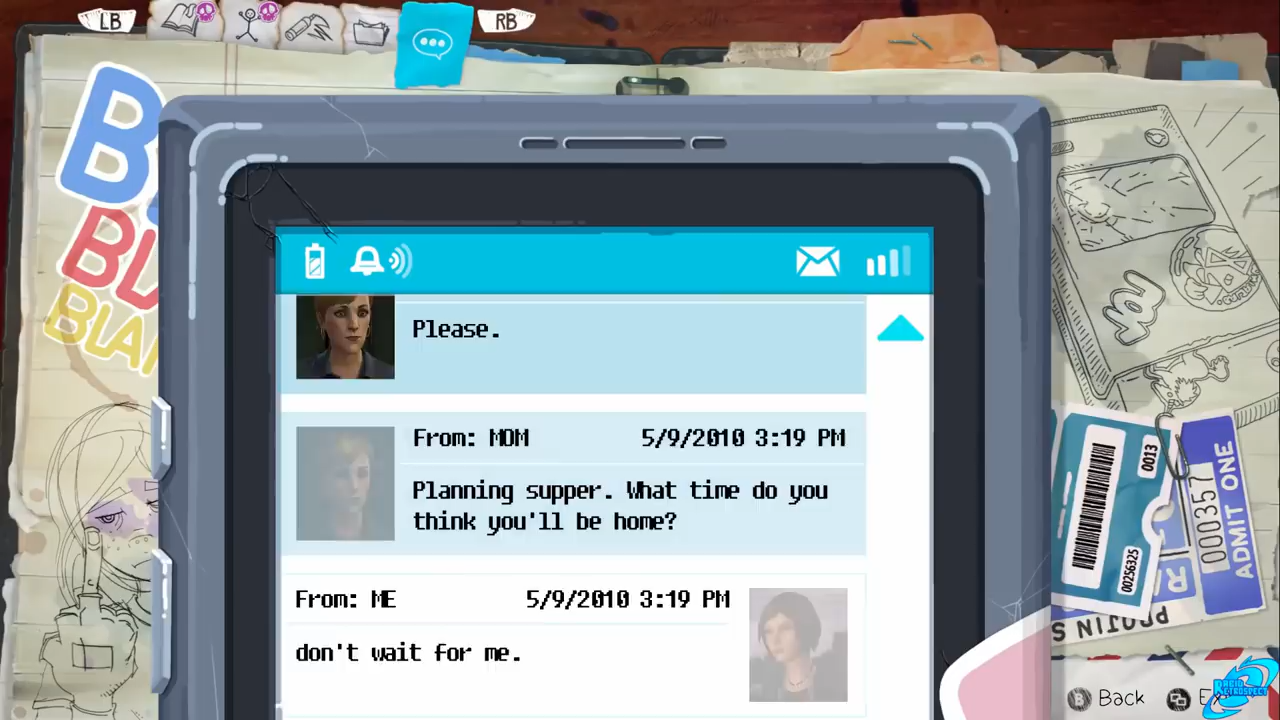 LB
RB
Please.
From: MOM 5/9/2010 3:19 PM
Planning supper. What time do you
think you'll be home?
From: ME 5/9/2010 3:19 PM
don't wait for me.
0013
00256325
000357
ADMIT ONE
B Back